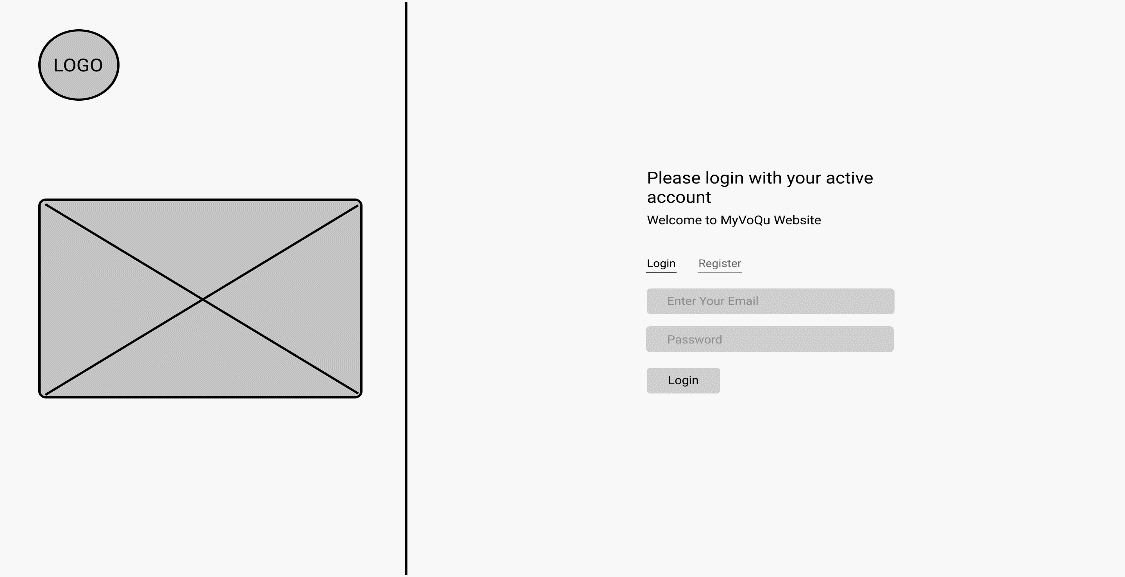 LOGO
Please login with your active
account
Welcome to MyVoQu Website
Login Register
Enter Your Email
Password
Login